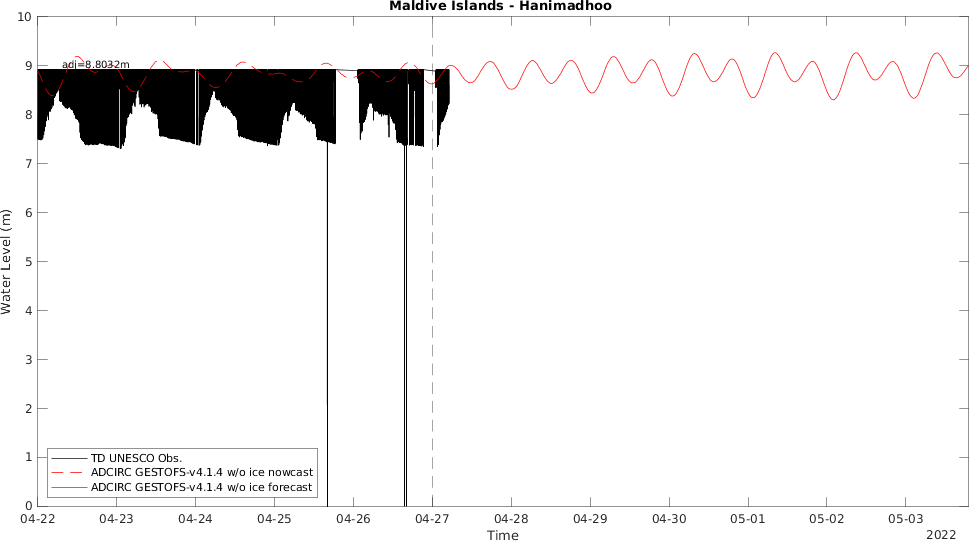 Maldive Islands - Hanimadhoo
10
9
8
7
6
5
4
3
2
1
0
Water Level (m)
adj=8.8032m
TD UNESCO Obs.
ADCIRC GESTOFS-v4.1.4 w/o ice nowcast
ADCIRC GESTOFS-v4.1.4 w/o ice forecast
04-22 04-23 04-24 04-25 04-26 04-27 04-28 04-29 04-30 05-01 05-02 05-03
Time
2022